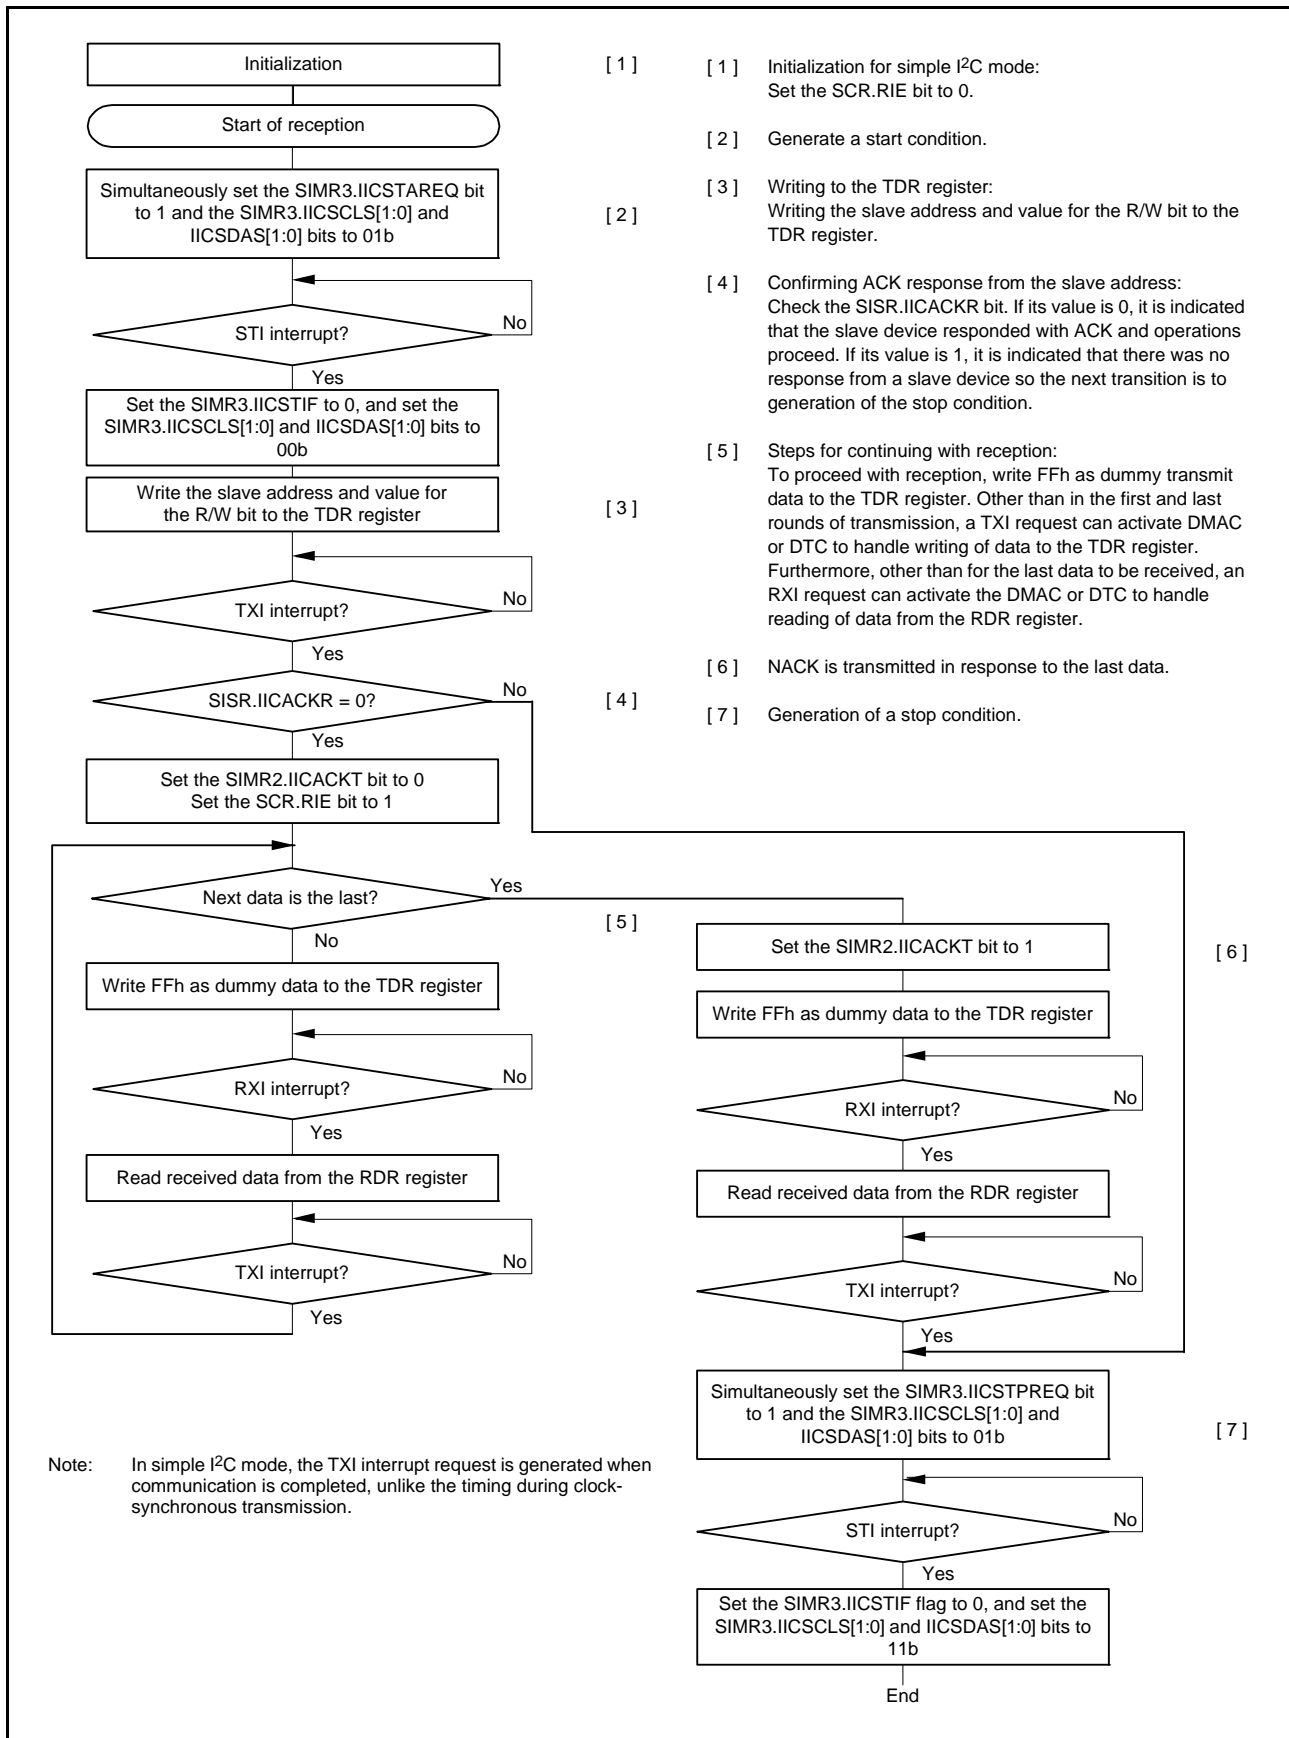 Initialization
[ 1 ]
Start of reception
Simultaneously set the SIMR3.IICSTAREQ bit
to 1 and the SIMR3.IICSCLS[1:0] and
IICSDAS[1:0] bits to 01b
[ 2 ]
STI interrupt?
No
Yes
Set the SIMR3.IICSTIF to 0, and set the
SIMR3.IICSCLS[1:0] and IICSDAS[1:0] bits to
00b
Write the slave address and value for
the R/W bit to the TDR register
[ 3 ]
TXI interrupt?
No
Yes
SISR.IICACKR = 0?
No
[ 4 ]
Yes
Set the SIMR2.IICACKT bit to 0
Set the SCR.RIE bit to 1
Next data is the last?
Yes
[ 5 ]
No
Write FFh as dummy data to the TDR register
RXI interrupt?
No
Yes
Read received data from the RDR register
TXI interrupt?
No
Yes
[ 1 ] Initialization for simple I2C mode:
Set the SCR.RIE bit to 0.
[ 2 ] Generate a start condition.
[ 3 ] Writing to the TDR register:
Writing the slave address and value for the R/W bit to the
TDR register.
[ 4 ] Confirming ACK response from the slave address:
Check the SISR.IICACKR bit. If its value is 0, it is indicated
that the slave device responded with ACK and operations
proceed. If its value is 1, it is indicated that there was no
response from a slave device so the next transition is to
generation of the stop condition.
[ 5 ] Steps for continuing with reception:
To proceed with reception, write FFh as dummy transmit
data to the TDR register. Other than in the first and last
rounds of transmission, a TXI request can activate DMAC
or DTC to handle writing of data to the TDR register.
Furthermore, other than for the last data to be received, an
RXI request can activate the DMAC or DTC to handle
reading of data from the RDR register.
[ 6 ] NACK is transmitted in response to the last data.
[ 7 ] Generation of a stop condition.
Set the SIMR2.IICACKT bit to 1
[ 6 ]
Write FFh as dummy data to the TDR register
RXI interrupt?
No
Yes
Read received data from the RDR register
TXI interrupt?
No
Yes
Simultaneously set the SIMR3.IICSTPREQ bit
to 1 and the SIMR3.IICSCLS[1:0] and
IICSDAS[1:0] bits to 01b
[ 7 ]
STI interrupt?
No
Yes
Set the SIMR3.IICSTIF flag to 0, and set the
SIMR3.IICSCLS[1:0] and IICSDAS[1:0] bits to
11b
End
Note: In simple I2C mode, the TXI interrupt request is generated when
communication is completed, unlike the timing during clock-
synchronous transmission.